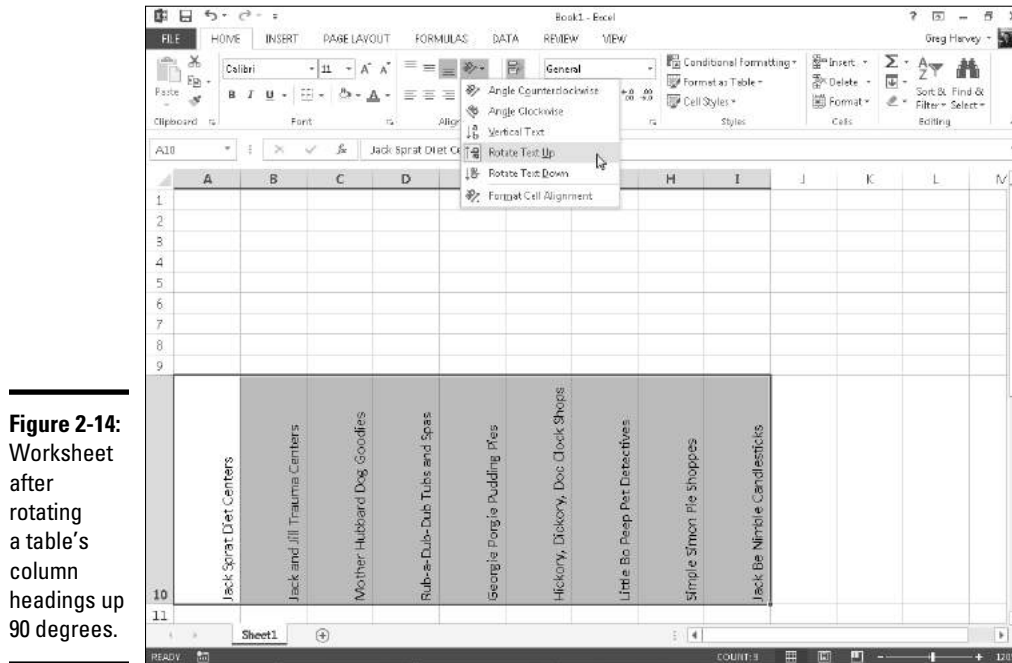 Book1 - Excel
FILE HOME INSERT PAGE LAYOUT FORMULAS DATA REVIEW VIEW Greg Harvey
Calibri 11 General Conditional Formatting Insert
Paste B I U Format as Table Delete Sort & Find &
Cell Styles Format Filter Select
Clipboard Font Styles Cells Editing
Angle Counterclockwise
Angle Clockwise
Vertical Text
Rotate Text Up
Rotate Text Down
Format Cell Alignment
A10 fx Jack Sprat Diet
A B C D H I J K L M
1
2
3
4
5
6
7
8
9
10
Jack Sprat Diet Centers
Jack and Jill Trauma Centers
Mother Hubbard Dog Goodies
Rub-a-Dub-Dub Tubs and Spas
Georgie Porgie Pudding Pies
Hickory, Dickory, Doc Clock Shops
Little Bo Peep Pet Detectives
Simple Simon Pie Shoppes
Jack Be Nimble Candlesticks
11
Sheet1
READY COUNT: 9
Figure 2-14:
Worksheet
after
rotating
a table's
column
headings up
90 degrees.